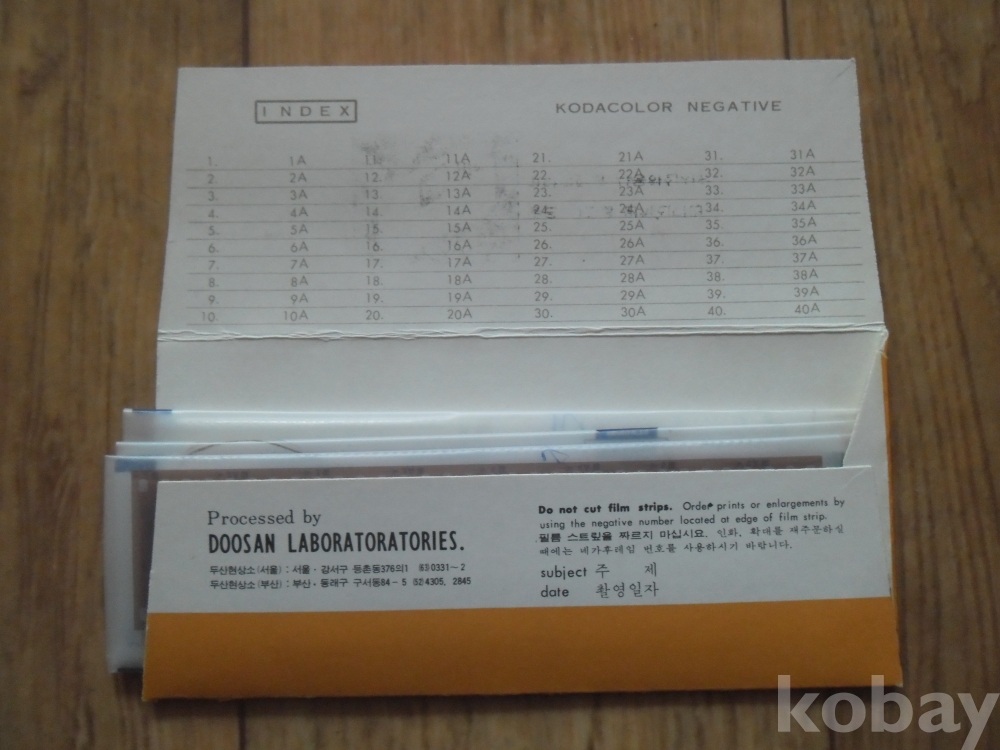 INDEX
KODACOLOR NEGATIVE
1. 1A 11. 11A 21. 21A 31. 31A
2. 2A 12. 12A 22. 22A 32. 32A
3. 3A 13. 13A 23. 23A 33. 33A
4. 4A 14. 14A 24. 24A 34. 34A
5. 5A 15. 15A 25. 25A 35. 35A
6. 6A 16. 16A 26. 26A 36. 36A
7. 7A 17. 17A 27. 27A 37. 37A
8. 8A 18. 18A 28. 28A 38. 38A
9. 9A 19. 19A 29. 29A 39. 39A
10. 10A 20. 20A 30. 30A 40. 40A
Processed by
DOOSAN LABORATORATORIES.
두산현상소(서울) : 서울·강서구 등촌동376의1 0331~2
두산현상소(부산) : 부산·동래구 구서동84-5 4305, 2845
Do not cut film strips. Order prints or enlargements by
using the negative number located at edge of film strip.
필름 스트맆을 짜르지 마십시요. 인화, 확대를 재주문하실
때에는 네가후레임 번호를 사용하시기 바랍니다.
subject 주 제
date 촬영일자
kobay